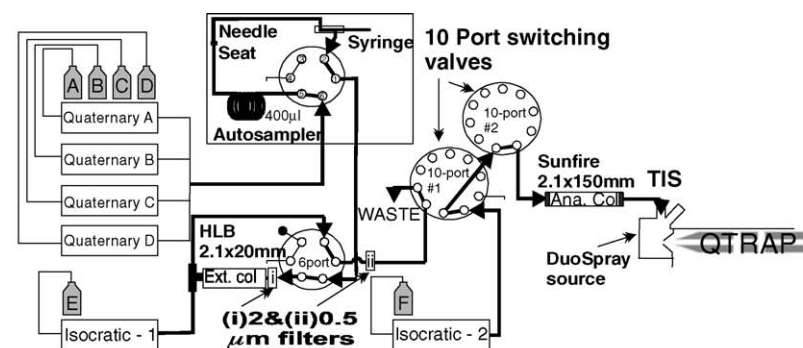 Needle
Seat
Syringe
400µl
Autosampler
10 Port switching
valves
A
B
C
D
Quaternary A
Quaternary B
Quaternary C
Quaternary D
10-port
#2
10-port
#1
WASTE
Sunfire
2.1x150mm
Ana. Col
TIS
DuoSpray
source
QTRAP
HLB
2.1x20mm
6port
Ext. col
i
ii
(i)2&(ii)0.5
µm filters
E
Isocratic - 1
F
Isocratic - 2